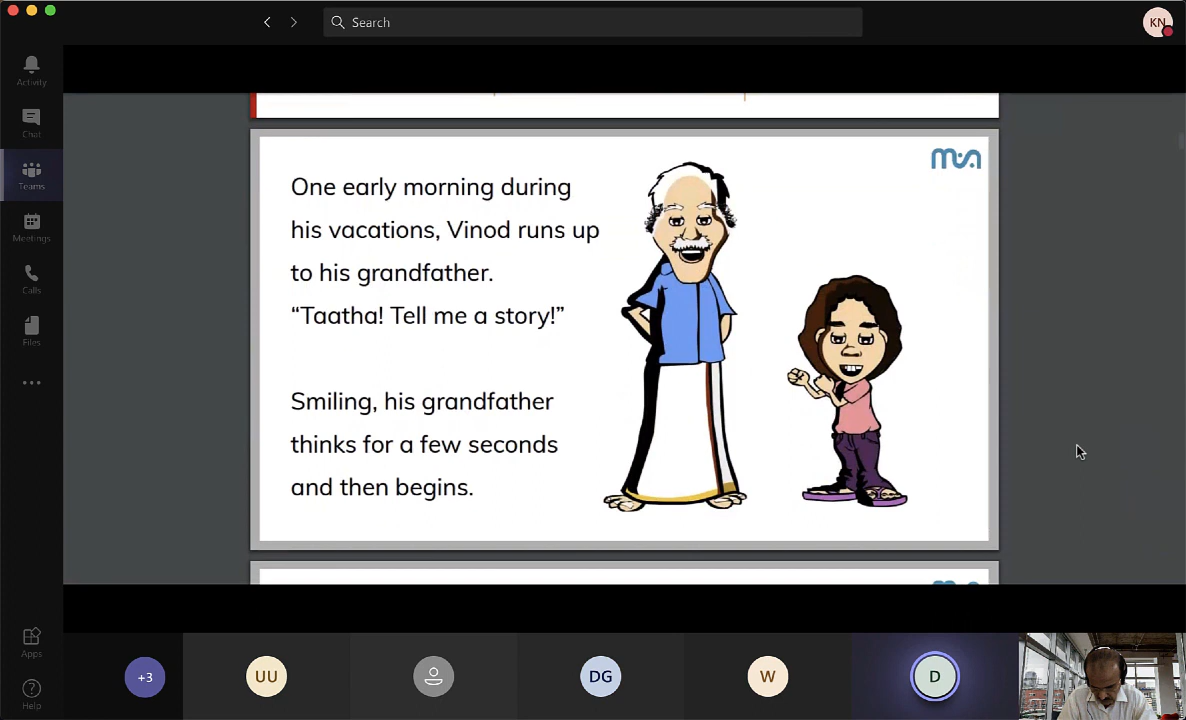 Search
KN
Activity
Chat
Teams
Meetings
Calls
Files
Apps
Help
One early morning during
his vacations, Vinod runs up
to his grandfather.
“Taatha! Tell me a story!”
Smiling, his grandfather
thinks for a few seconds
and then begins.
+3
UU
DG
W
D